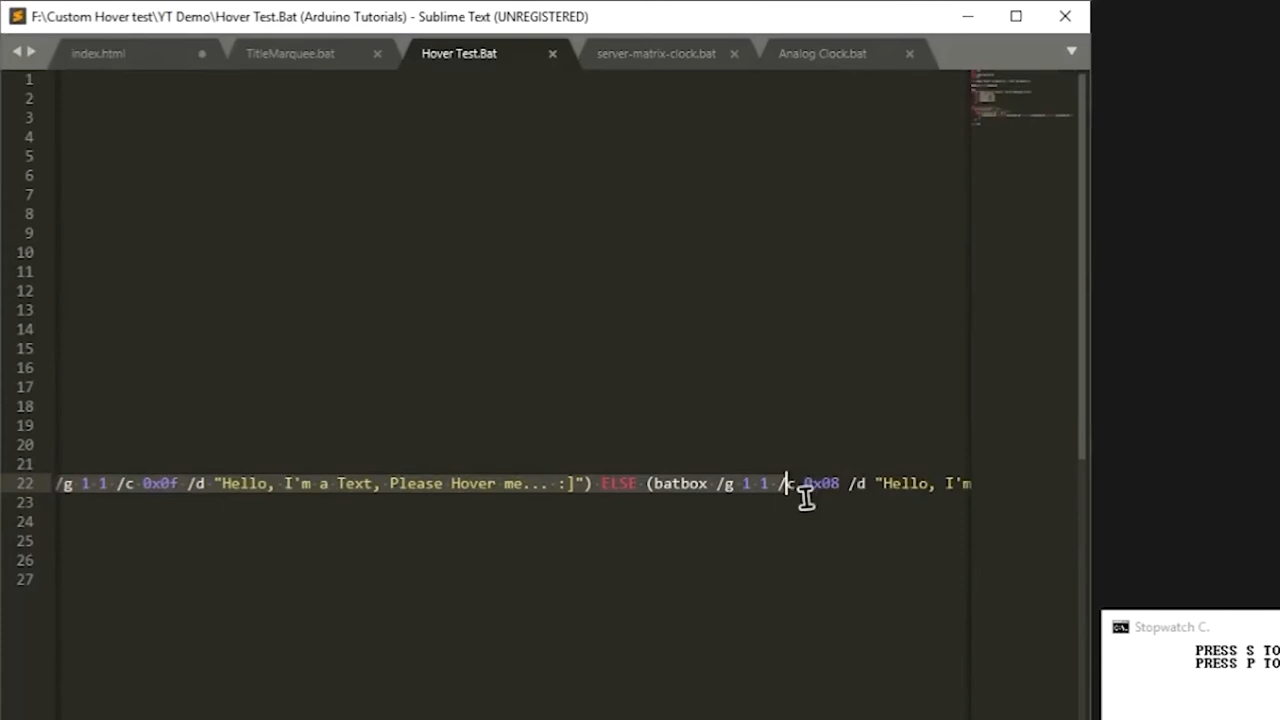 F:\Custom Hover test\YT Demo\Hover Test.Bat (Arduino Tutorials) - Sublime Text (UNREGISTERED)
index.html
TitleMarquee.bat
Hover Test.Bat
server-matrix-clock.bat
Analog Clock.bat
1
2
3
4
5
6
7
8
9
10
11
12
13
14
15
16
17
18
19
20
21
22 /g 1 1 /c 0x0f /d "Hello, I'm a Text, Please Hover me... :]") ELSE (batbox /g 1 1 /c 0x08 /d "Hello, I'm
23
24
25
26
27
Stopwatch C.
PRESS S TO
PRESS P TO